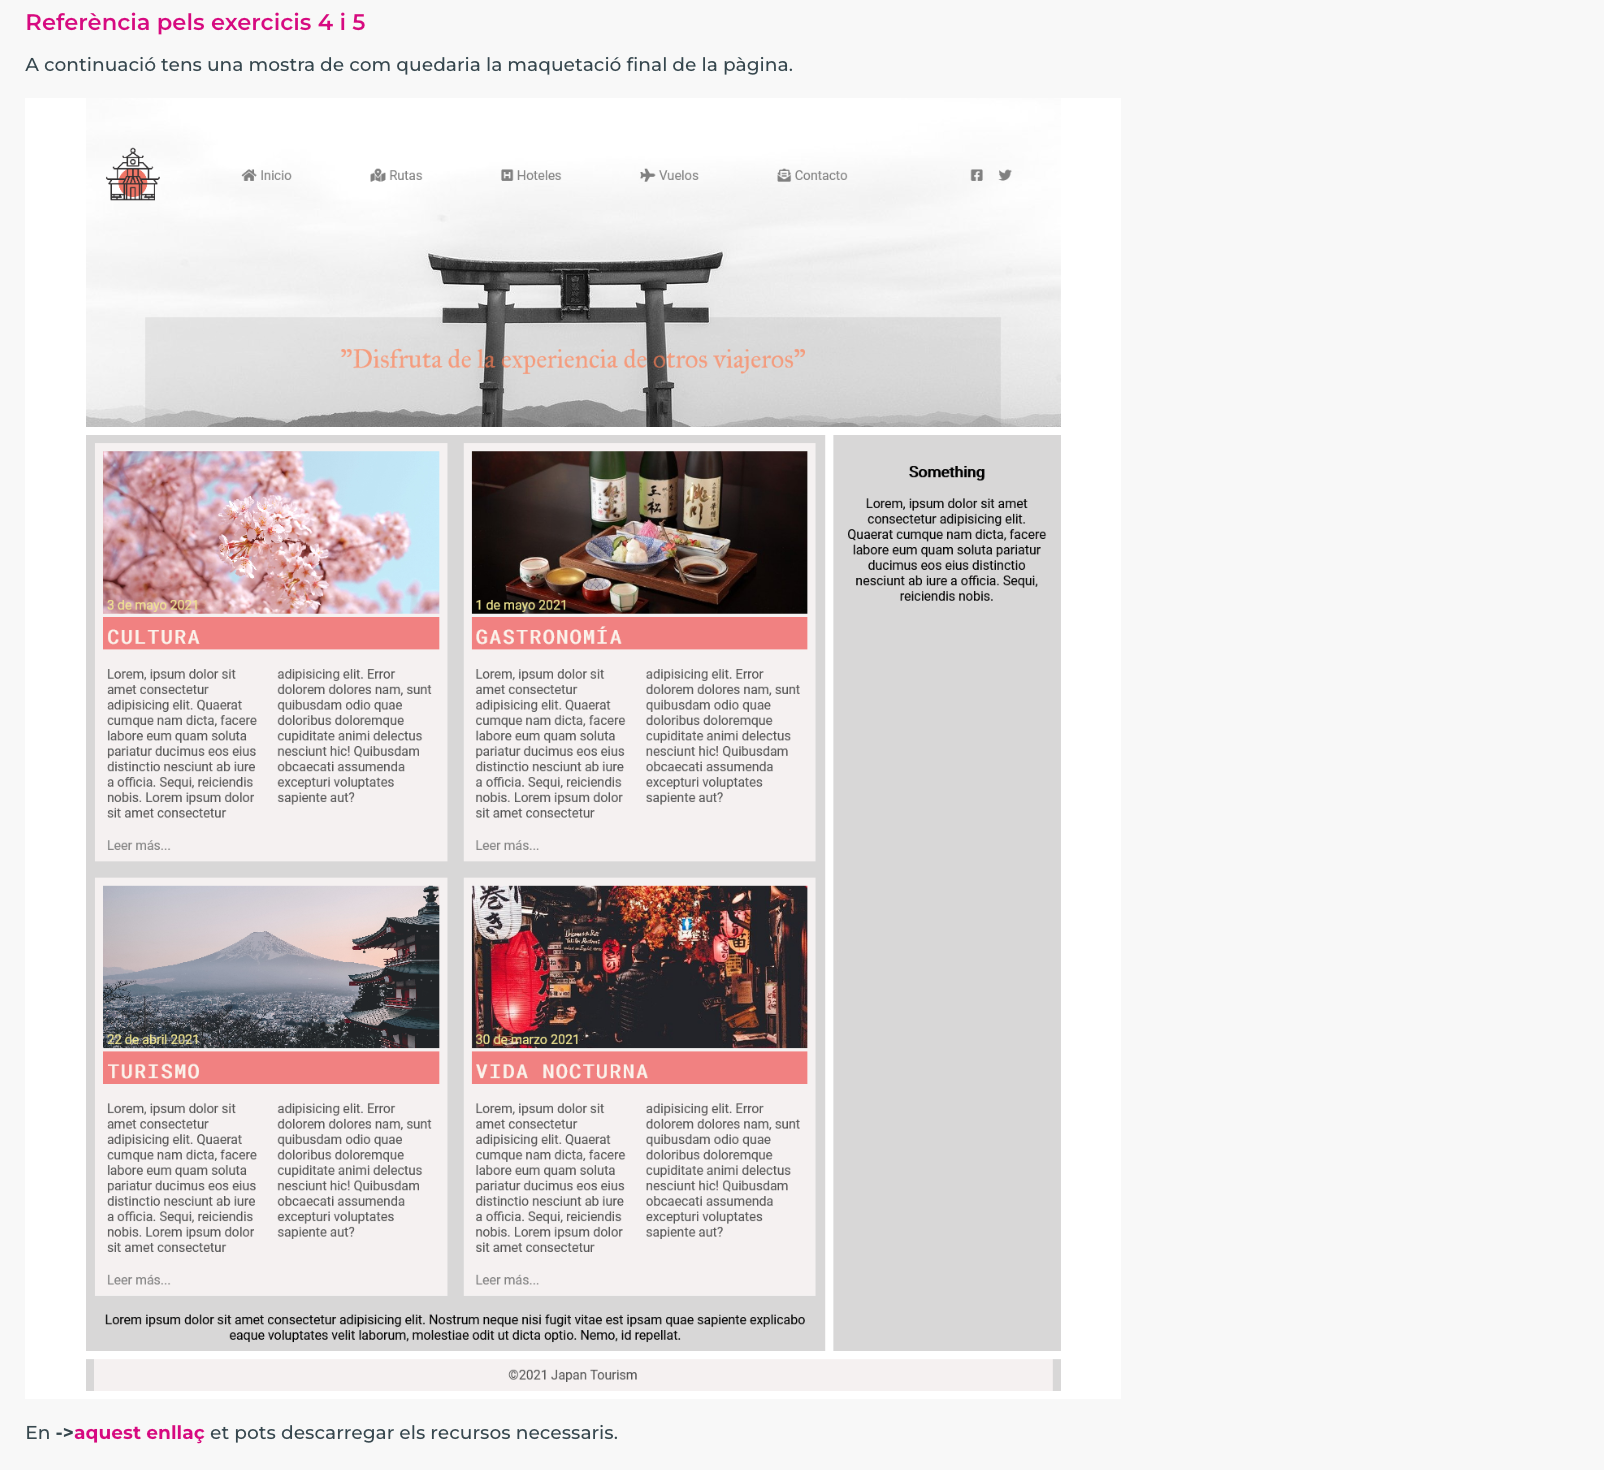 Referència pels exercicis 4 i 5
A continuació tens una mostra de com quedaria la maquetació final de la pàgina.
Inicio Rutas Hoteles Vuelos Contacto
”Disfruta de la experiencia de otros viajeros”
3 de mayo 2021
CULTURA
Lorem, ipsum dolor sit
amet consectetur
adipisicing elit. Quaerat
cumque nam dicta, facere
labore eum quam soluta
pariatur ducimus eos eius
distinctio nesciunt ab iure
a officia. Sequi, reiciendis
nobis. Lorem ipsum dolor
sit amet consectetur
adipisicing elit. Error
dolorem dolores nam, sunt
quibusdam odio quae
doloribus doloremque
cupiditate animi delectus
nesciunt hic! Quibusdam
obcaecati assumenda
excepturi voluptates
sapiente aut?
Leer más...
1 de mayo 2021
GASTRONOMÍA
Lorem, ipsum dolor sit
amet consectetur
adipisicing elit. Quaerat
cumque nam dicta, facere
labore eum quam soluta
pariatur ducimus eos eius
distinctio nesciunt ab iure
a officia. Sequi, reiciendis
nobis. Lorem ipsum dolor
sit amet consectetur
adipisicing elit. Error
dolorem dolores nam, sunt
quibusdam odio quae
doloribus doloremque
cupiditate animi delectus
nesciunt hic! Quibusdam
obcaecati assumenda
excepturi voluptates
sapiente aut?
Leer más...
22 de abril 2021
TURISMO
Lorem, ipsum dolor sit
amet consectetur
adipisicing elit. Quaerat
cumque nam dicta, facere
labore eum quam soluta
pariatur ducimus eos eius
distinctio nesciunt ab iure
a officia. Sequi, reiciendis
nobis. Lorem ipsum dolor
sit amet consectetur
adipisicing elit. Error
dolorem dolores nam, sunt
quibusdam odio quae
doloribus doloremque
cupiditate animi delectus
nesciunt hic! Quibusdam
obcaecati assumenda
excepturi voluptates
sapiente aut?
Leer más...
巻き
30 de marzo 2021
VIDA NOCTURNA
Lorem, ipsum dolor sit
amet consectetur
adipisicing elit. Quaerat
cumque nam dicta, facere
labore eum quam soluta
pariatur ducimus eos eius
distinctio nesciunt ab iure
a officia. Sequi, reiciendis
nobis. Lorem ipsum dolor
sit amet consectetur
adipisicing elit. Error
dolorem dolores nam, sunt
quibusdam odio quae
doloribus doloremque
cupiditate animi delectus
nesciunt hic! Quibusdam
obcaecati assumenda
excepturi voluptates
sapiente aut?
Leer más...
Lorem ipsum dolor sit amet consectetur adipisicing elit. Nostrum neque nisi fugit vitae est ipsam quae sapiente explicabo
eaque voluptates velit laborum, molestiae odit ut dicta optio. Nemo, id repellat.
Something
Lorem, ipsum dolor sit amet
consectetur adipisicing elit.
Quaerat cumque nam dicta, facere
labore eum quam soluta pariatur
ducimus eos eius distinctio
nesciunt ab iure a officia. Sequi,
reiciendis nobis.
©2021 Japan Tourism
En ->aquest enllaç et pots descarregar els recursos necessaris.